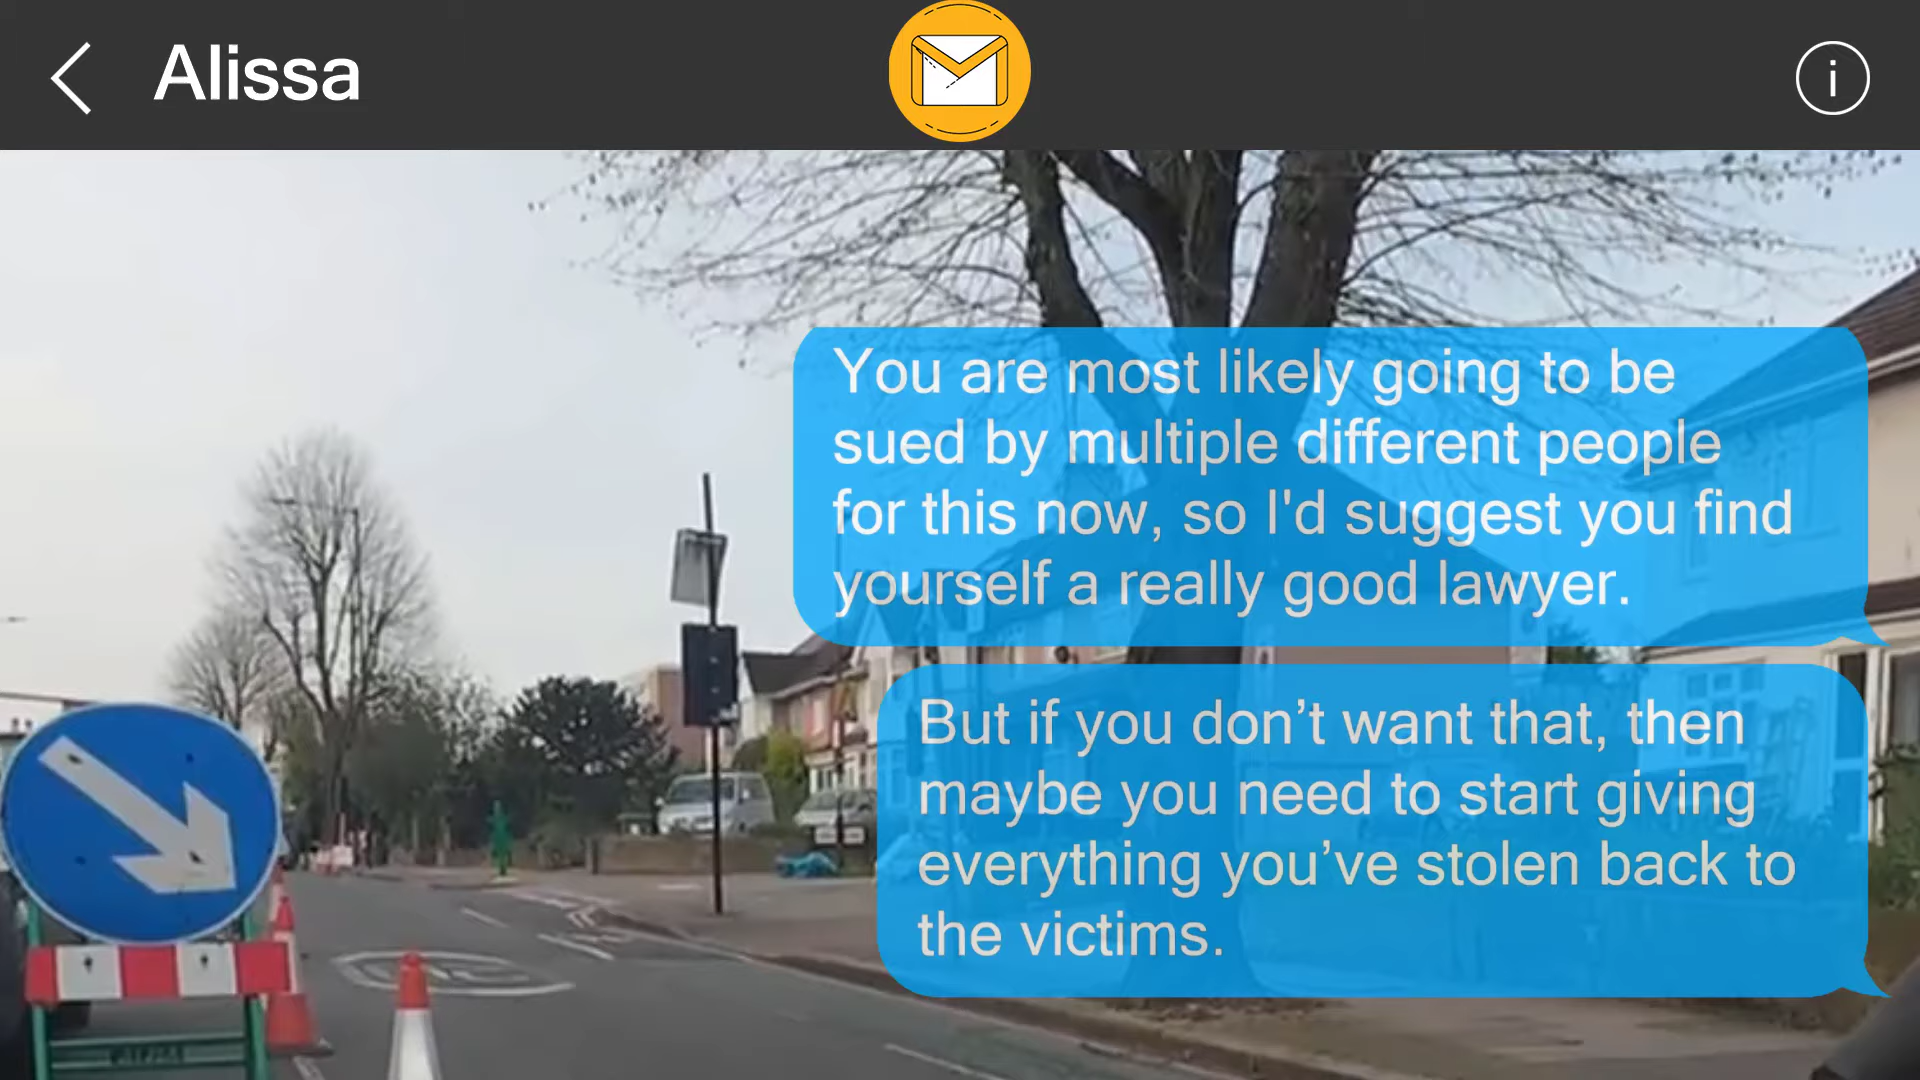 Alissa
You are most likely going to be
sued by multiple different people
for this now, so I'd suggest you find
yourself a really good lawyer.
But if you don’t want that, then
maybe you need to start giving
everything you’ve stolen back to
the victims.